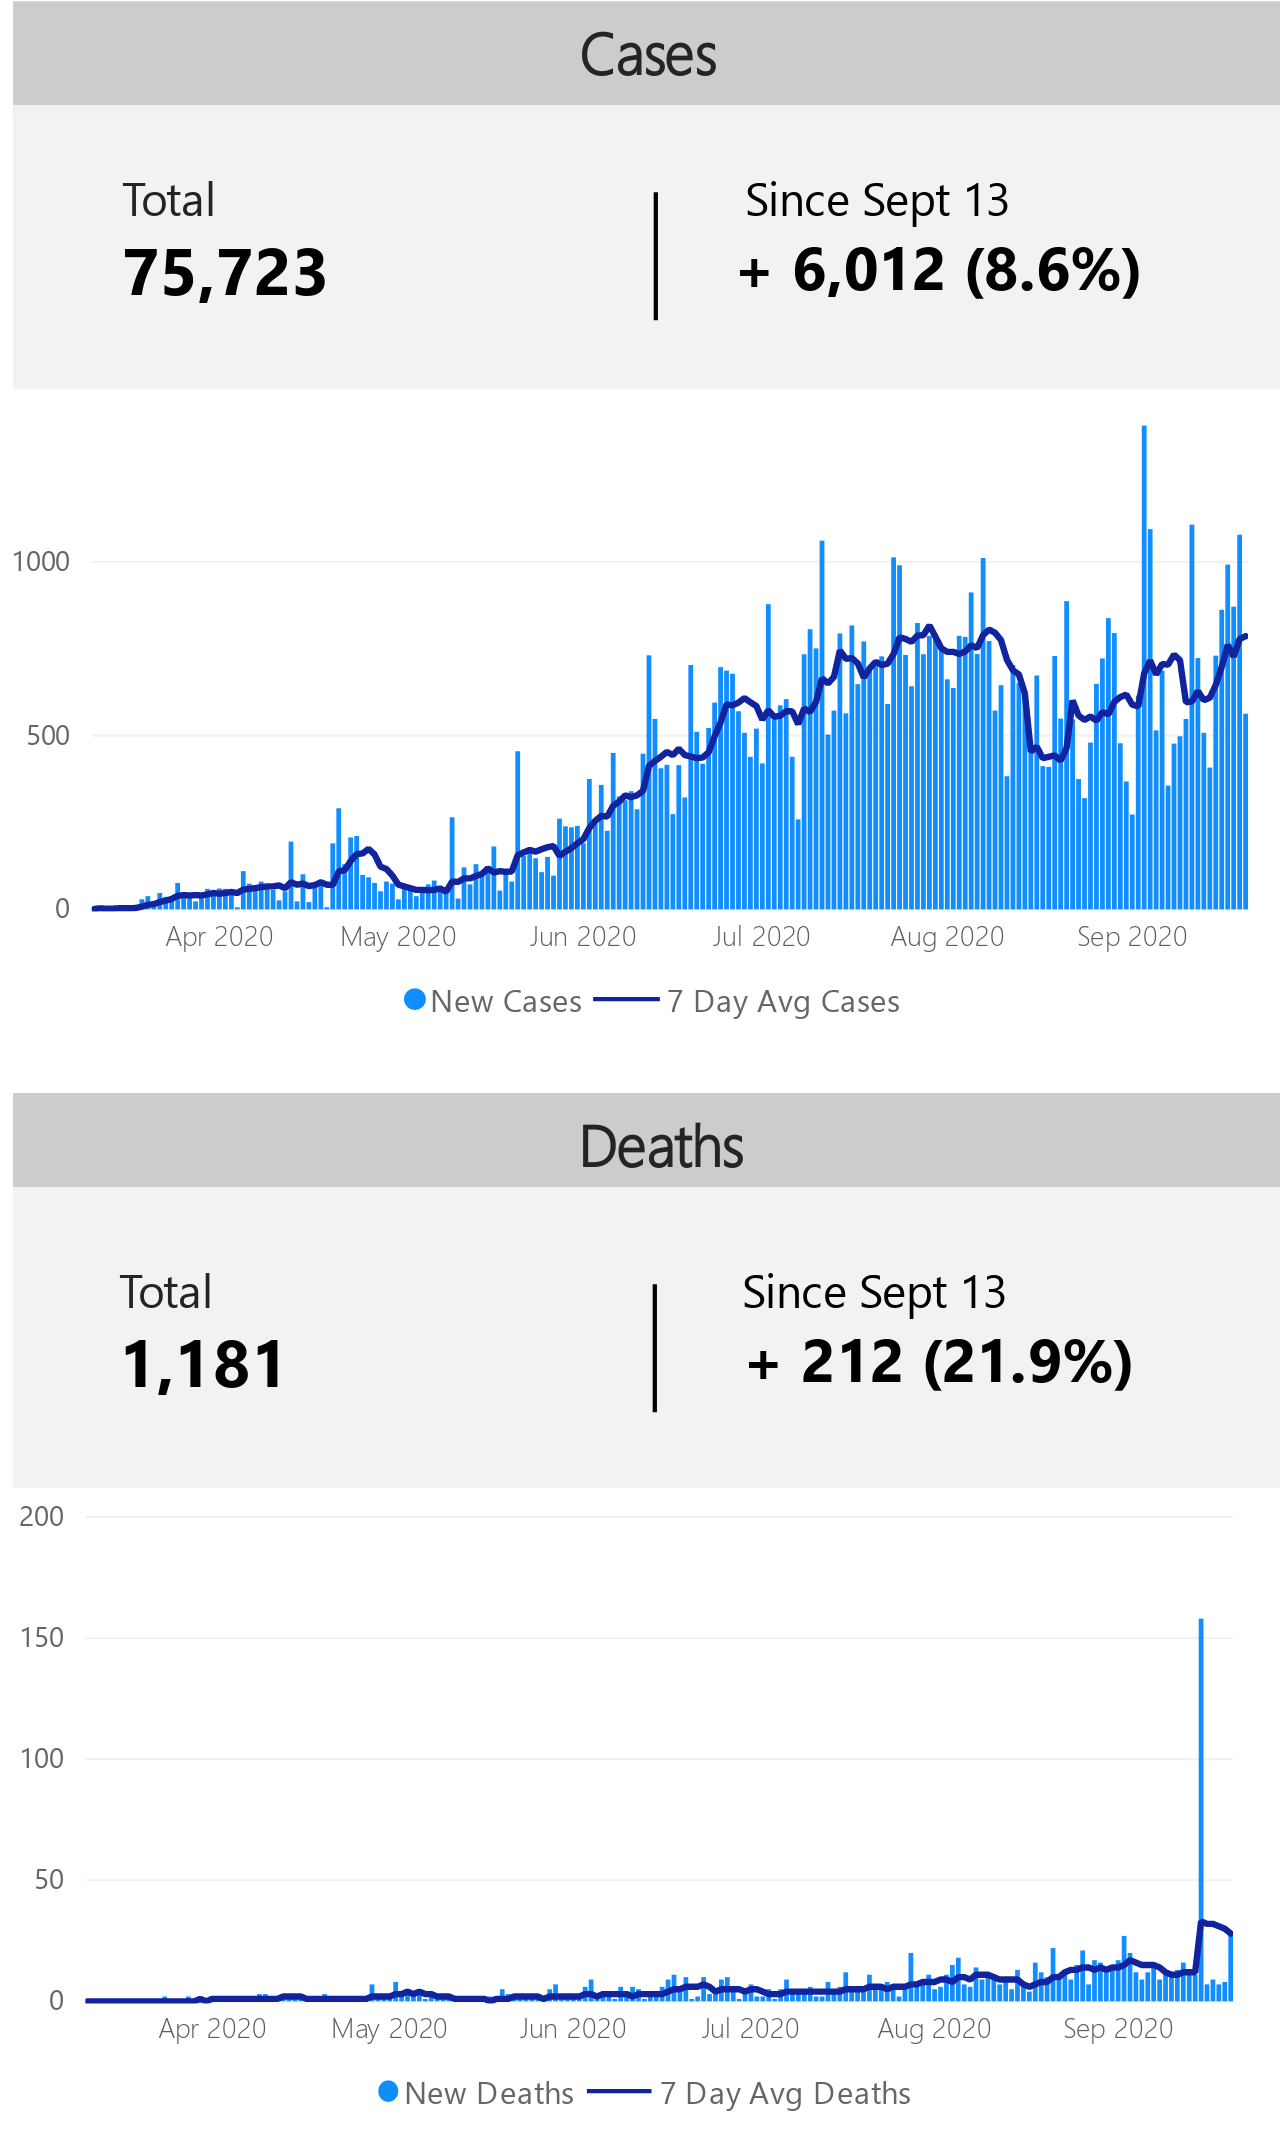 Cases
Total
Since Sept 13
75,723
+ 6,012 (8.6%)
1000
500
0
Apr 2020 May 2020 Jun 2020 Jul 2020 Aug 2020 Sep 2020
New Cases 7 Day Avg Cases
Deaths
Total
Since Sept 13
1,181
+ 212 (21.9%)
200
150
100
50
0
Apr 2020 May 2020 Jun 2020 Jul 2020 Aug 2020 Sep 2020
New Deaths 7 Day Avg Deaths